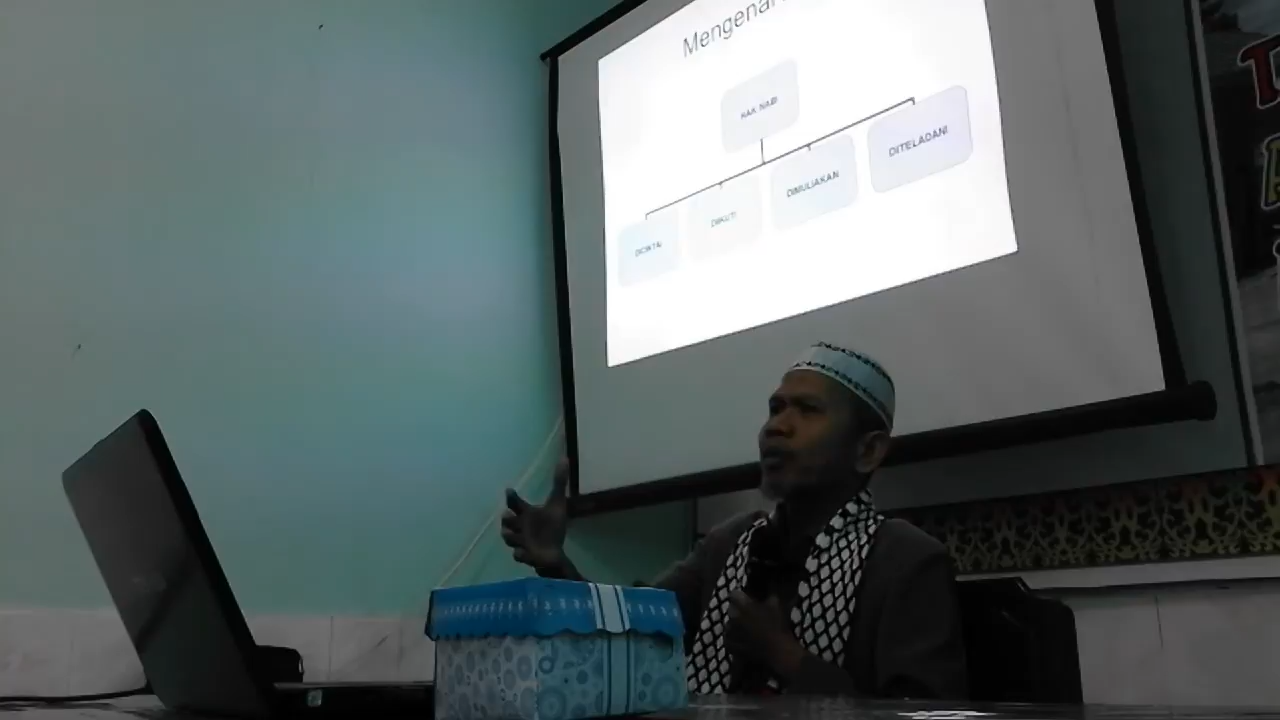 Mengenal
HAK NABI
DICINTAI
DIIKUTI
DIMULIAKAN
DITELADANI